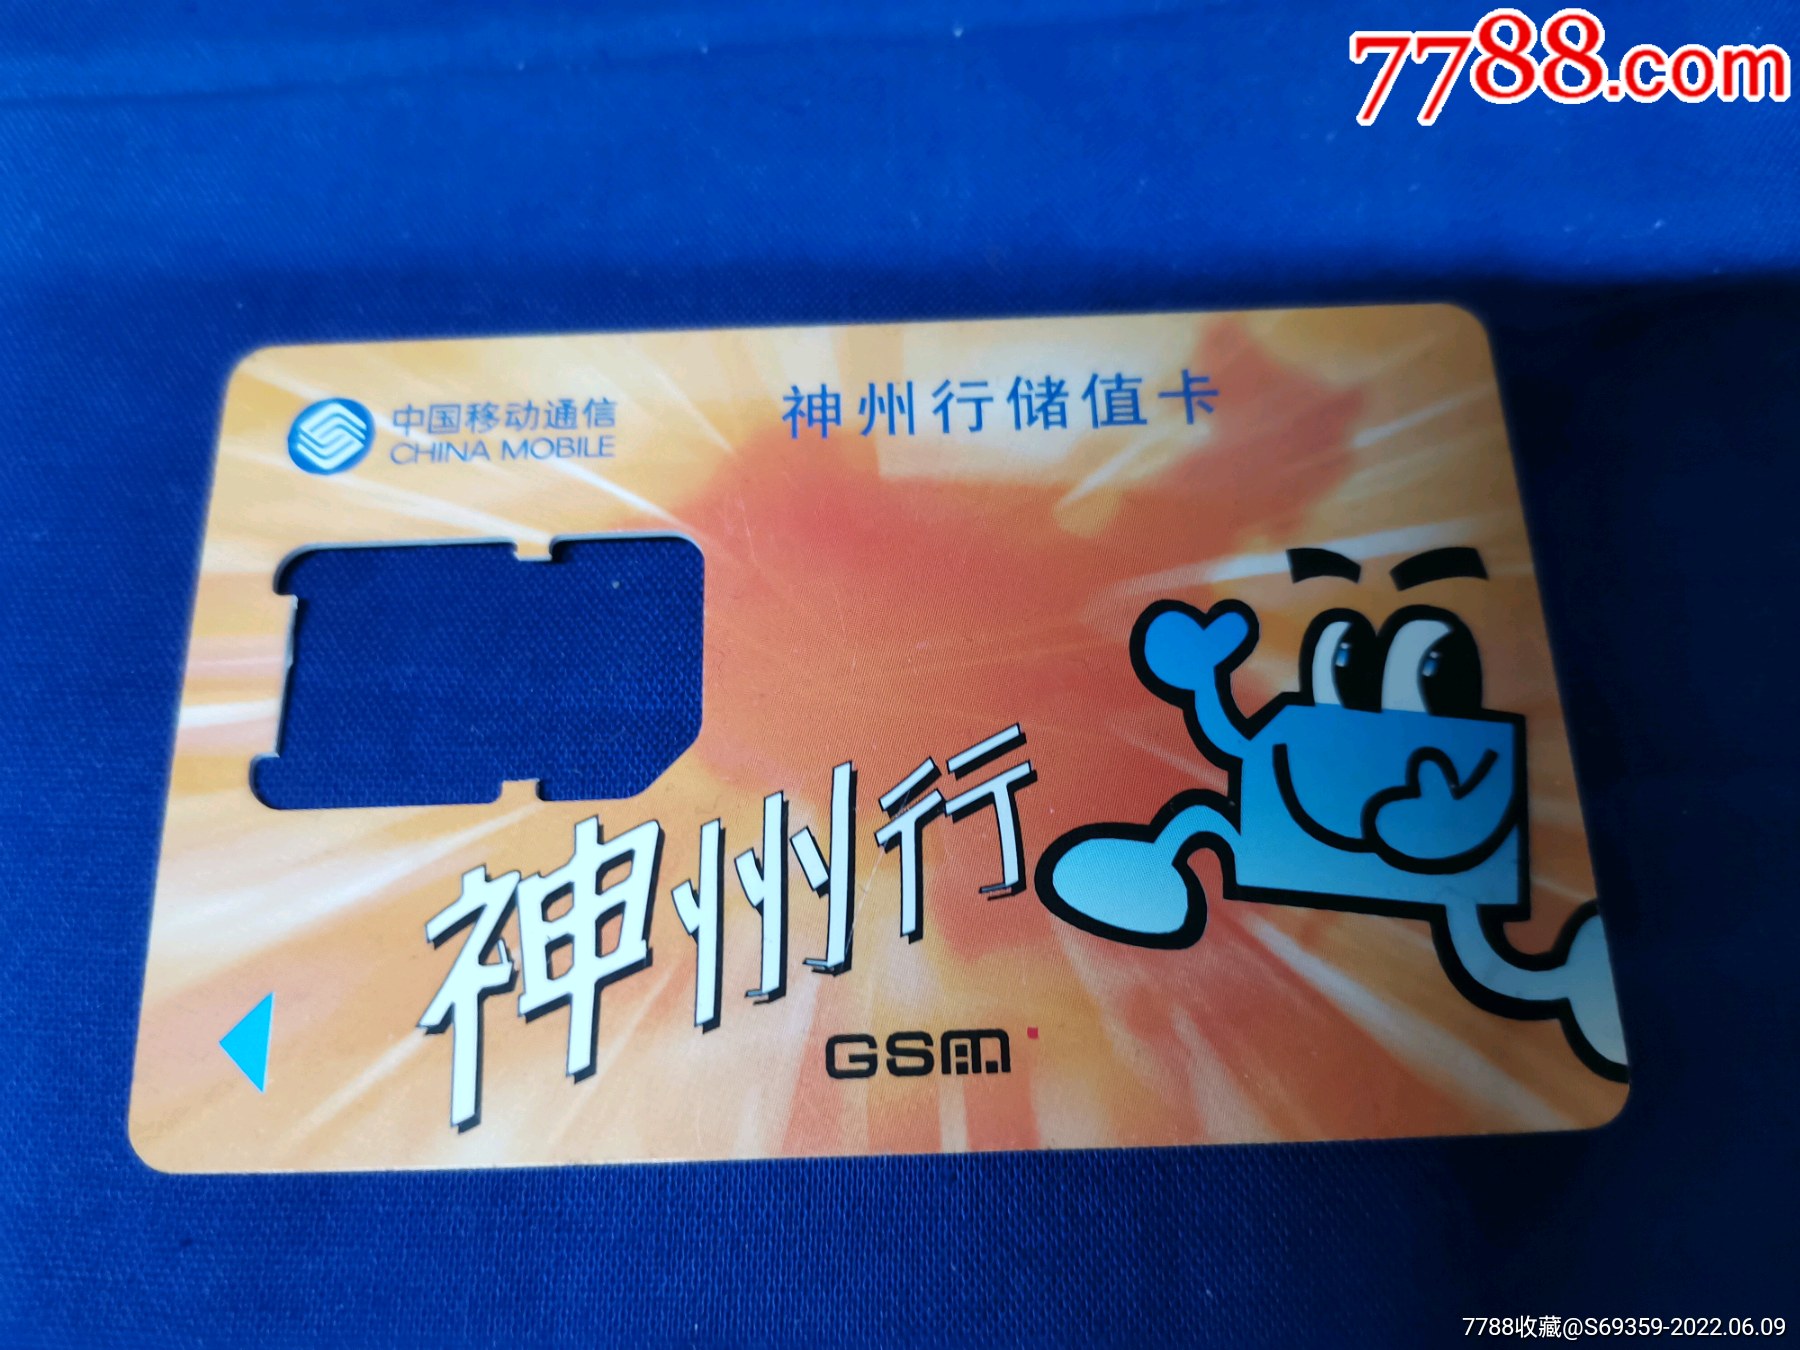 7788.com
中国移动通信
CHINA MOBILE
神州行储值卡
神州行
GSM
7788收藏@S69359-2022.06.09